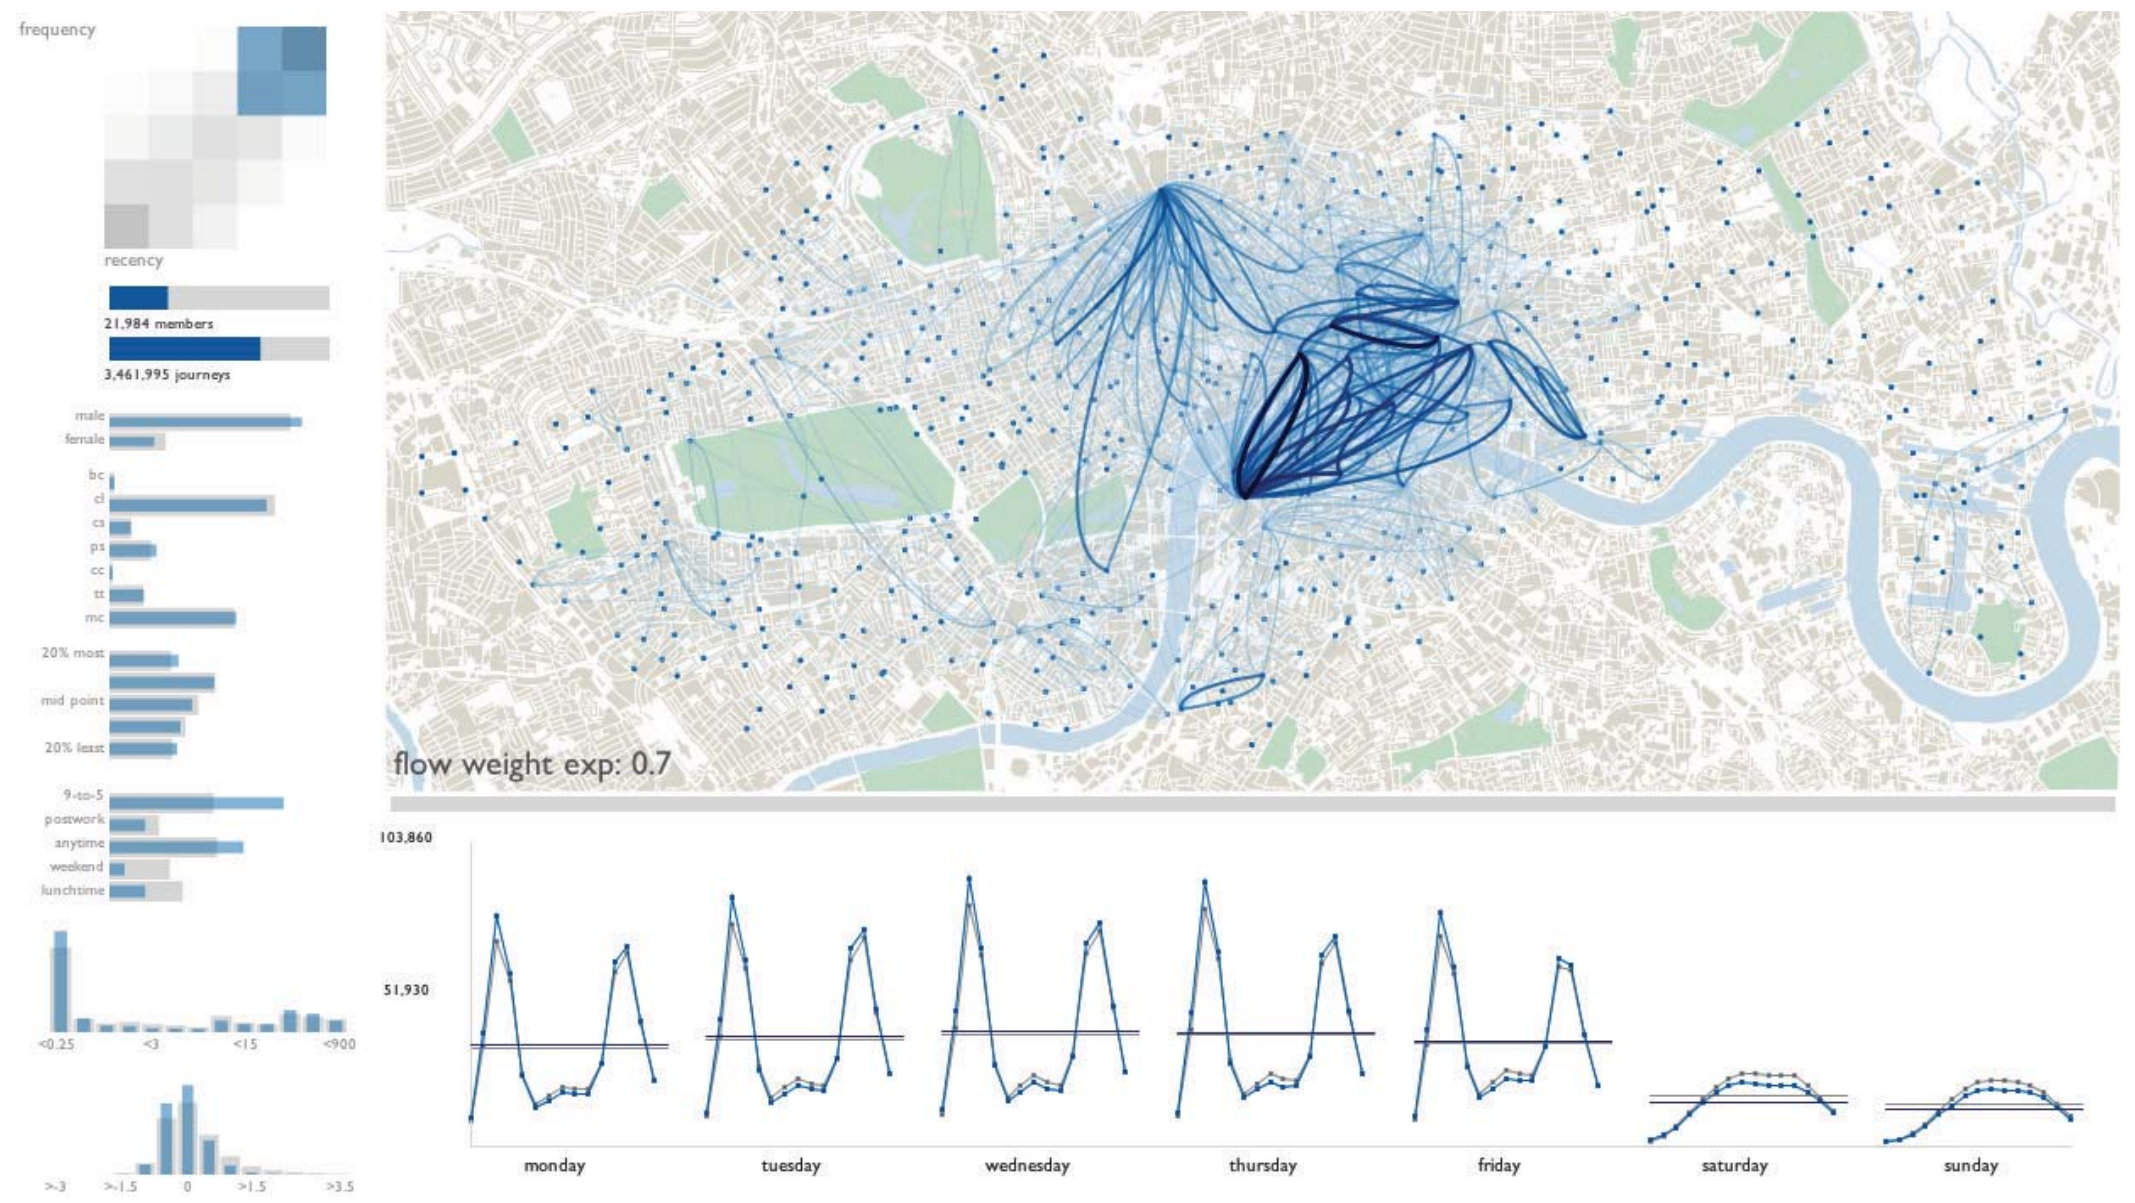 frequency
recency
21,984 members
3,461,995 journeys
male
female
bc
cl
cs
ps
cc
tt
mc
20% most
mid point
20% least
9-to-5
postwork
anytime
weekend
lunchtime
<0.25 <3 <15 <900
>-3 >-1.5 0 >1.5 >3.5
flow weight exp: 0.7
103,860
51,930
monday tuesday wednesday thursday friday saturday sunday